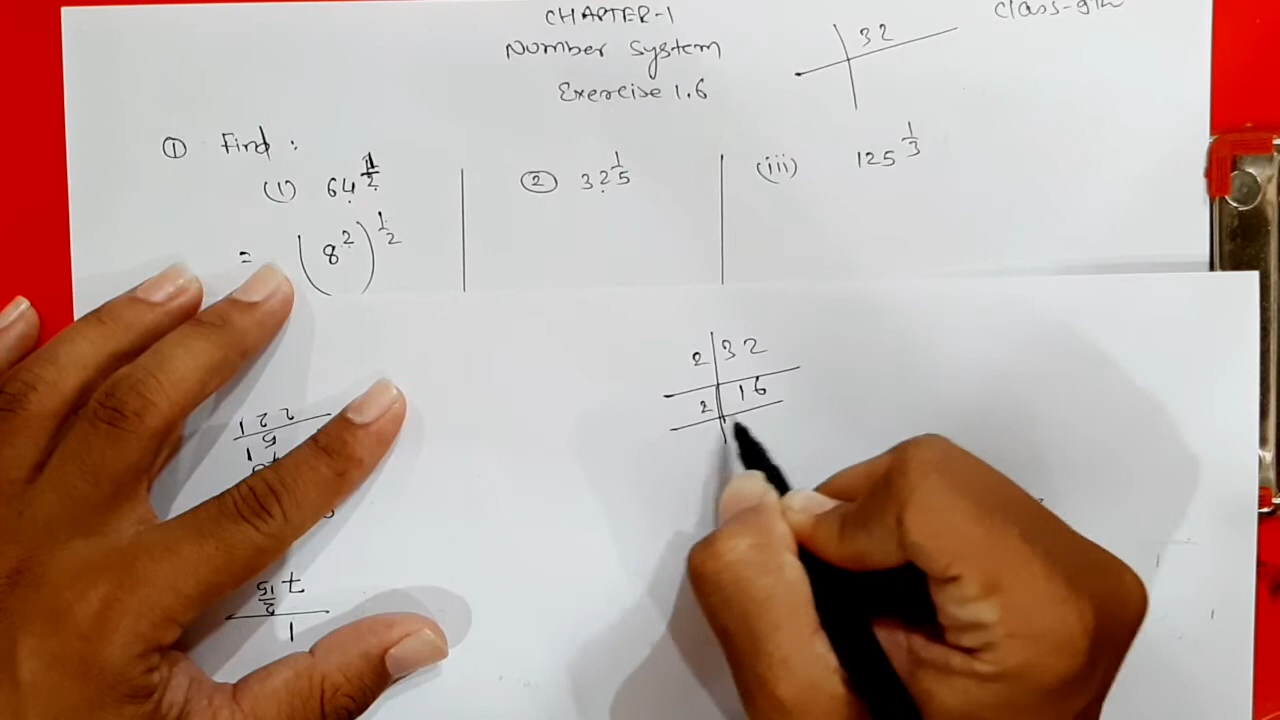 CHAPTER-1
Class-9th
Number System
32
Exercise 1.6
① Find :
(1) 64^1/2
② 32^1/5
(iii) 125^1/3
= (8^2)^1/2
2 | 32
2 | 16